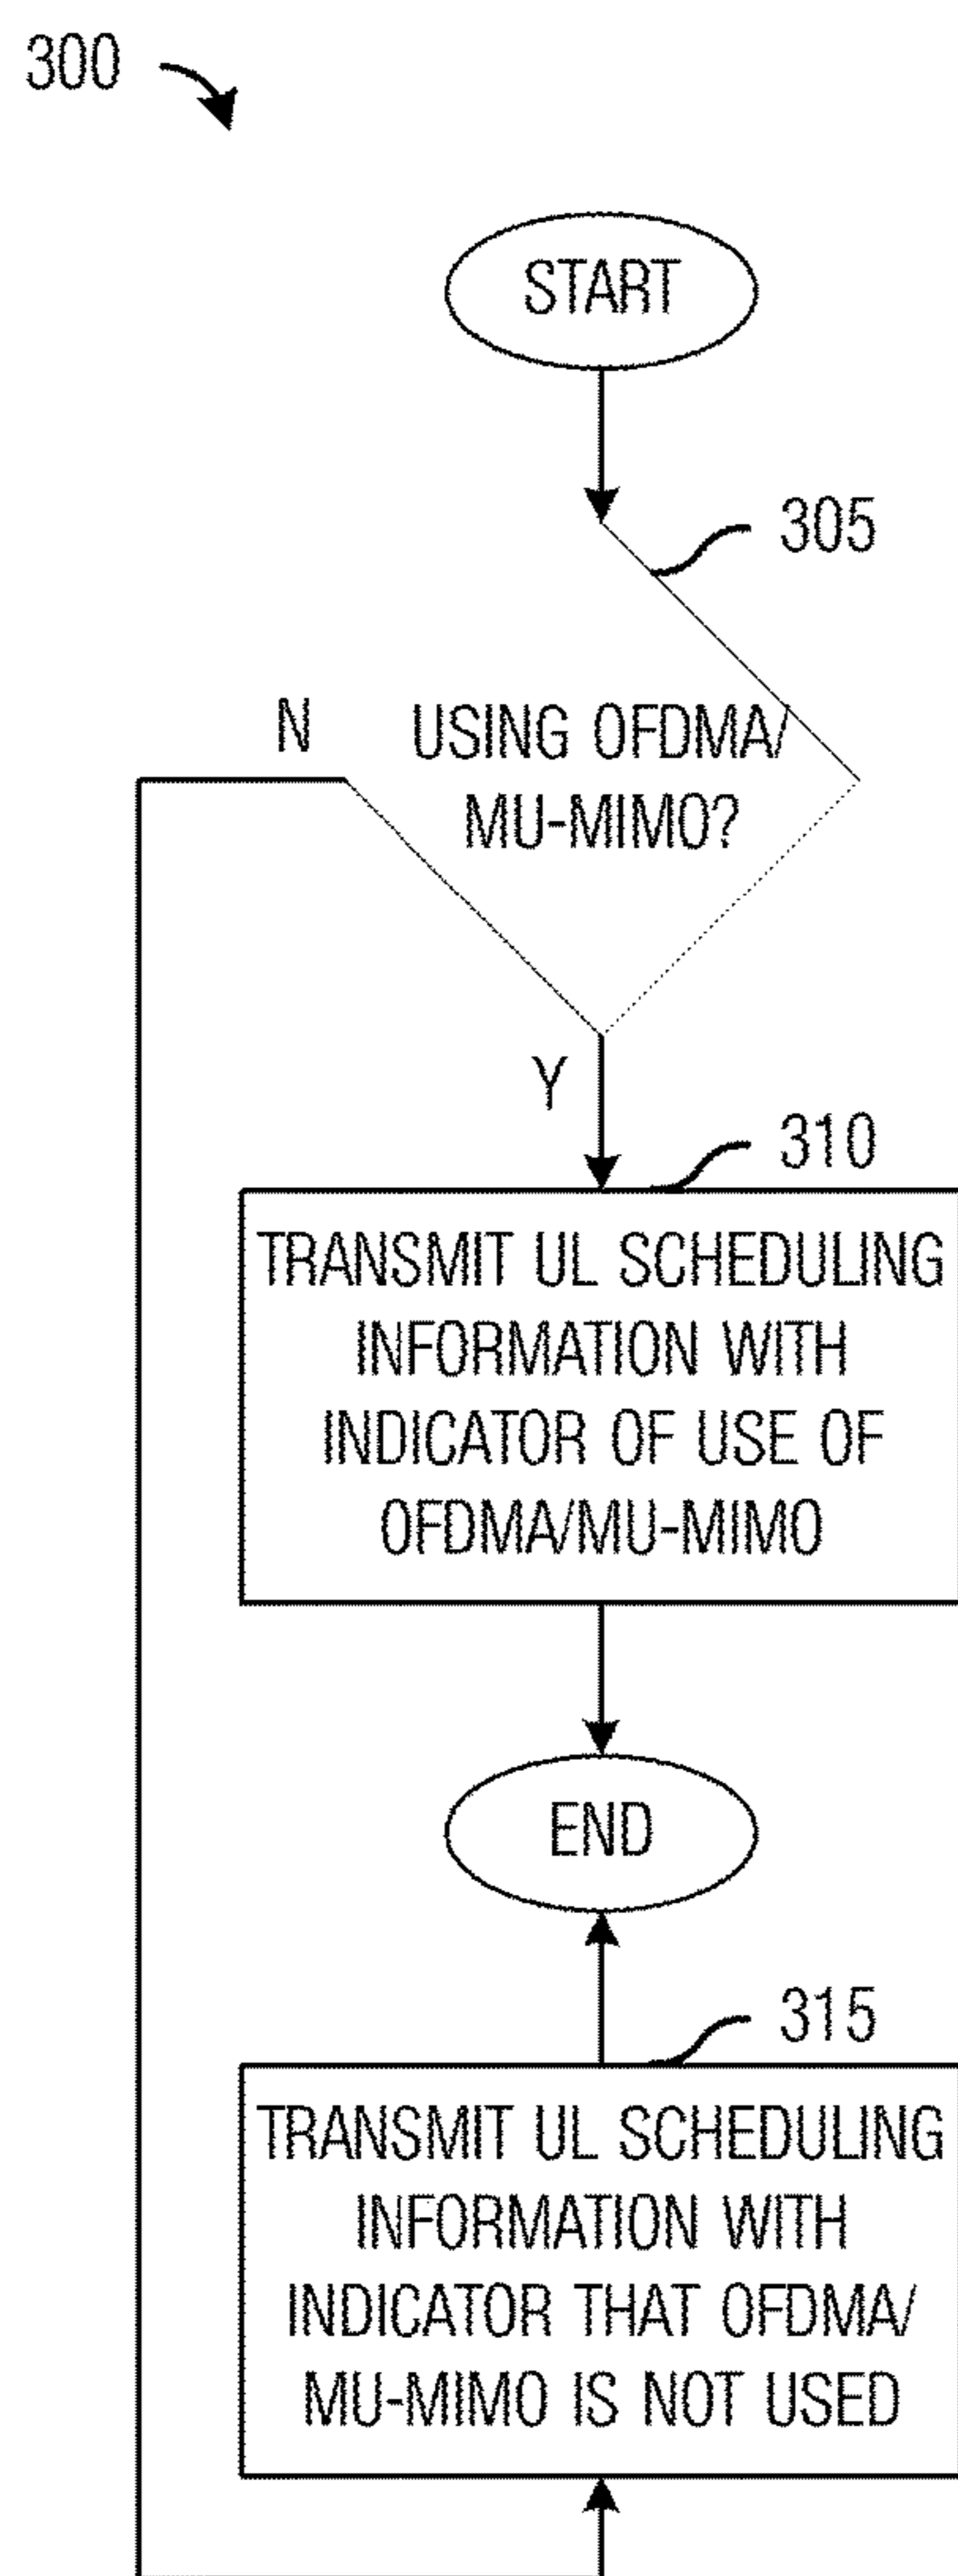 300
START
305
N
USING OFDMA/
MU-MIMO?
Y
310
TRANSMIT UL SCHEDULING
INFORMATION WITH
INDICATOR OF USE OF
OFDMA/MU-MIMO
END
315
TRANSMIT UL SCHEDULING
INFORMATION WITH
INDICATOR THAT OFDMA/
MU-MIMO IS NOT USED